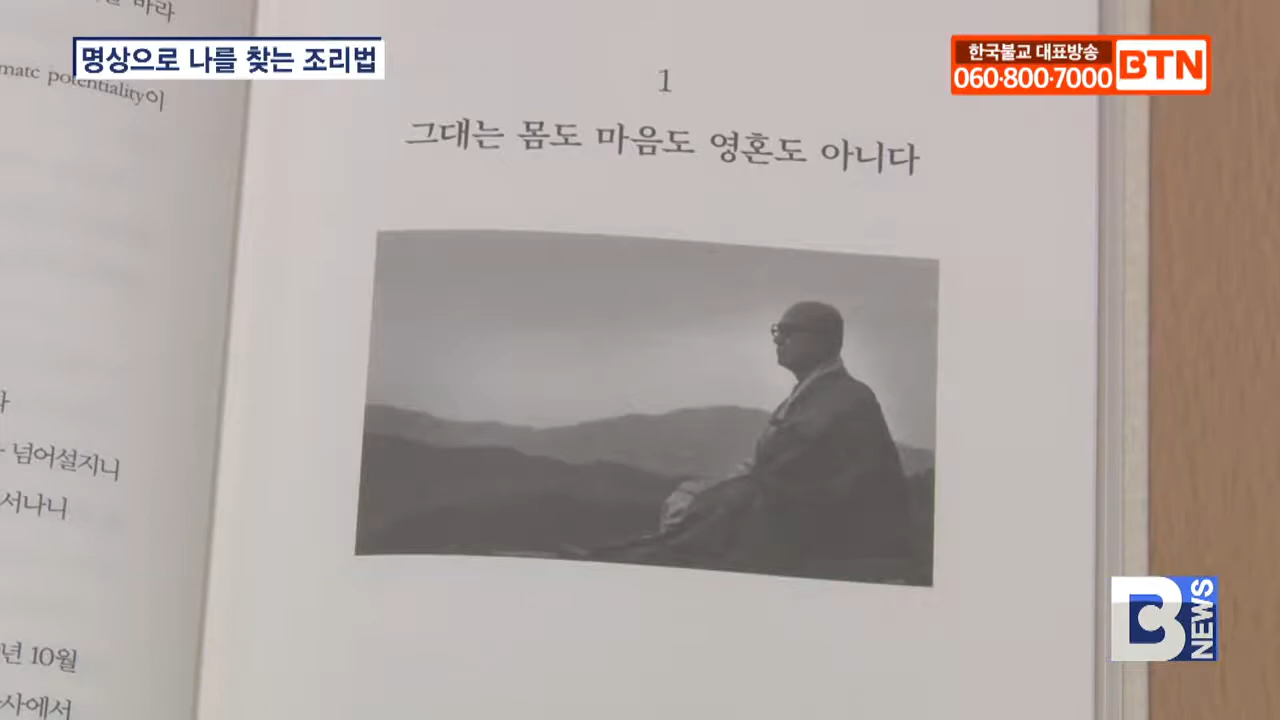 바라
명상으로 나를 찾는 조리법
matc potentiality이
한국불교 대표방송
060·800·7000
BTN
1
그대는 몸도 마음도 영혼도 아니다
넘어설지니
서나니
년 10월
사에서
B NEWS